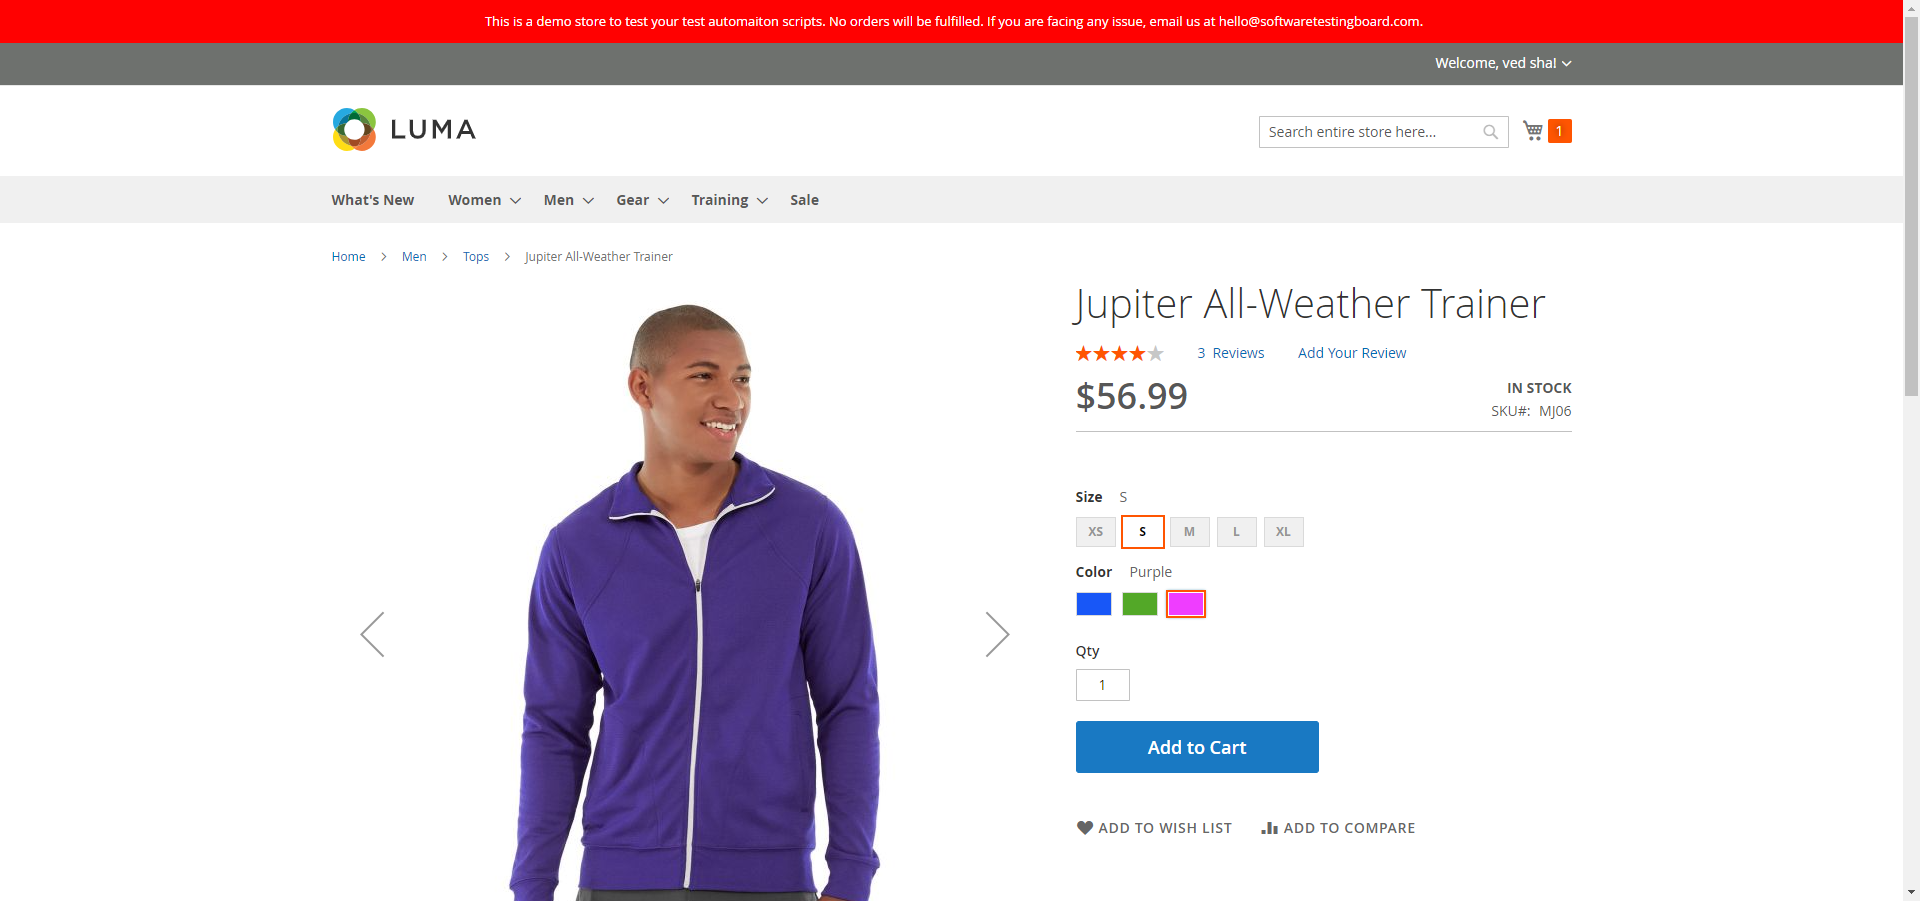 This is a demo store to test your test automaiton scripts. No orders will be fulfilled. If you are facing any issue, email us at hello@softwaretestingboard.com.
Welcome, ved sha!
LUMA
Search entire store here...
1
What's New Women Men Gear Training Sale
Home Men Tops Jupiter All-Weather Trainer
Jupiter All-Weather Trainer
3 Reviews Add Your Review
$56.99
IN STOCK
SKU#: MJ06
Size S
XS S M L XL
Color Purple
Qty
1
Add to Cart
ADD TO WISH LIST ADD TO COMPARE